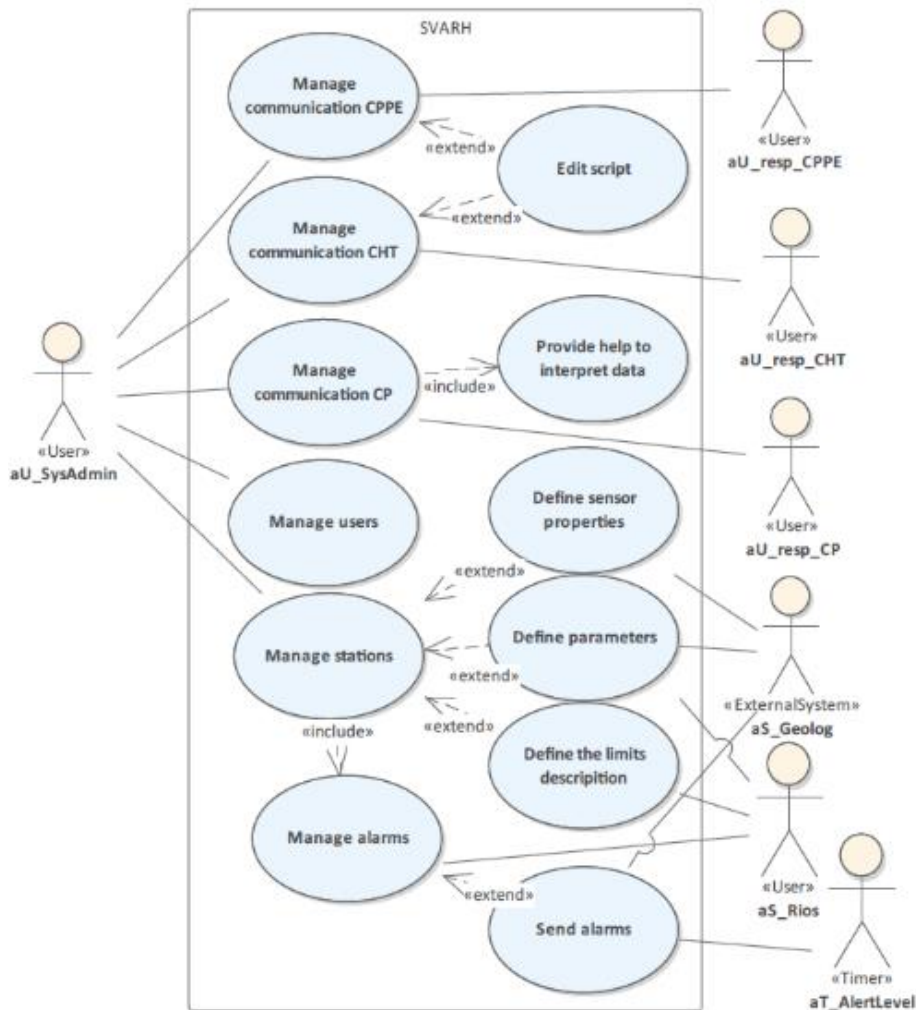 SVARH
Manage
communication CPPE
«extend»
Edit script
«User»
aU_resp_CPPE
Manage
communication CHT
«extend»
«User»
aU_resp_CHT
Manage
communication CP
«include»
Provide help to
interpret data
«User»
aU_SysAdmin
«User»
aU_resp_CP
Manage users
Define sensor
properties
«extend»
Manage stations
Define parameters
«extend»
«ExternalSystem»
aS_Geolog
«extend»
«include»
Define the limits
descripition
Manage alarms
«extend»
«User»
aS_Rios
Send alarms
«Timer»
aT_AlertLevel